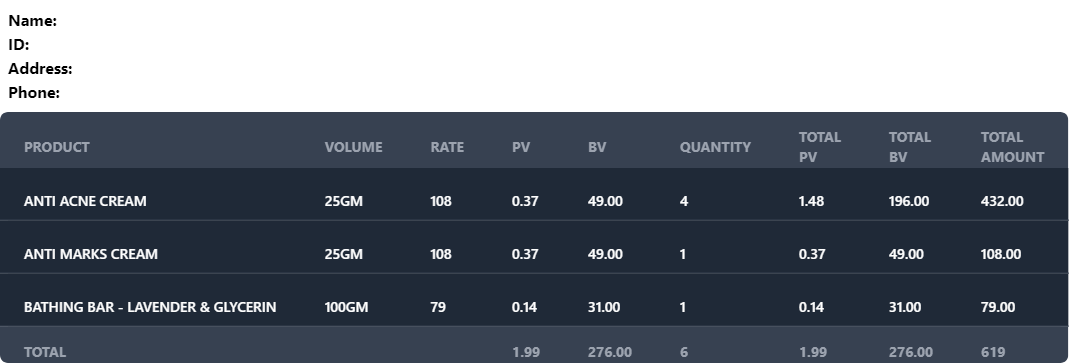 Name:
ID:
Address:
Phone:
PRODUCT VOLUME RATE PV BV QUANTITY TOTAL PV TOTAL BV TOTAL AMOUNT
ANTI ACNE CREAM 25GM 108 0.37 49.00 4 1.48 196.00 432.00
ANTI MARKS CREAM 25GM 108 0.37 49.00 1 0.37 49.00 108.00
BATHING BAR - LAVENDER & GLYCERIN 100GM 79 0.14 31.00 1 0.14 31.00 79.00
TOTAL 1.99 276.00 6 1.99 276.00 619